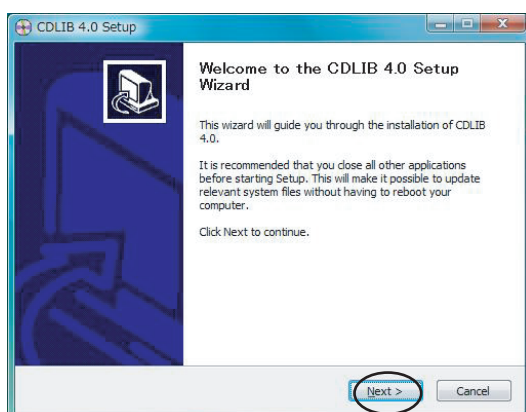 CDLIB 4.0 Setup
Welcome to the CDLIB 4.0 Setup
Wizard
This wizard will guide you through the installation of CDLIB
4.0.
It is recommended that you close all other applications
before starting Setup. This will make it possible to update
relevant system files without having to reboot your
computer.
Click Next to continue.
Next >
Cancel